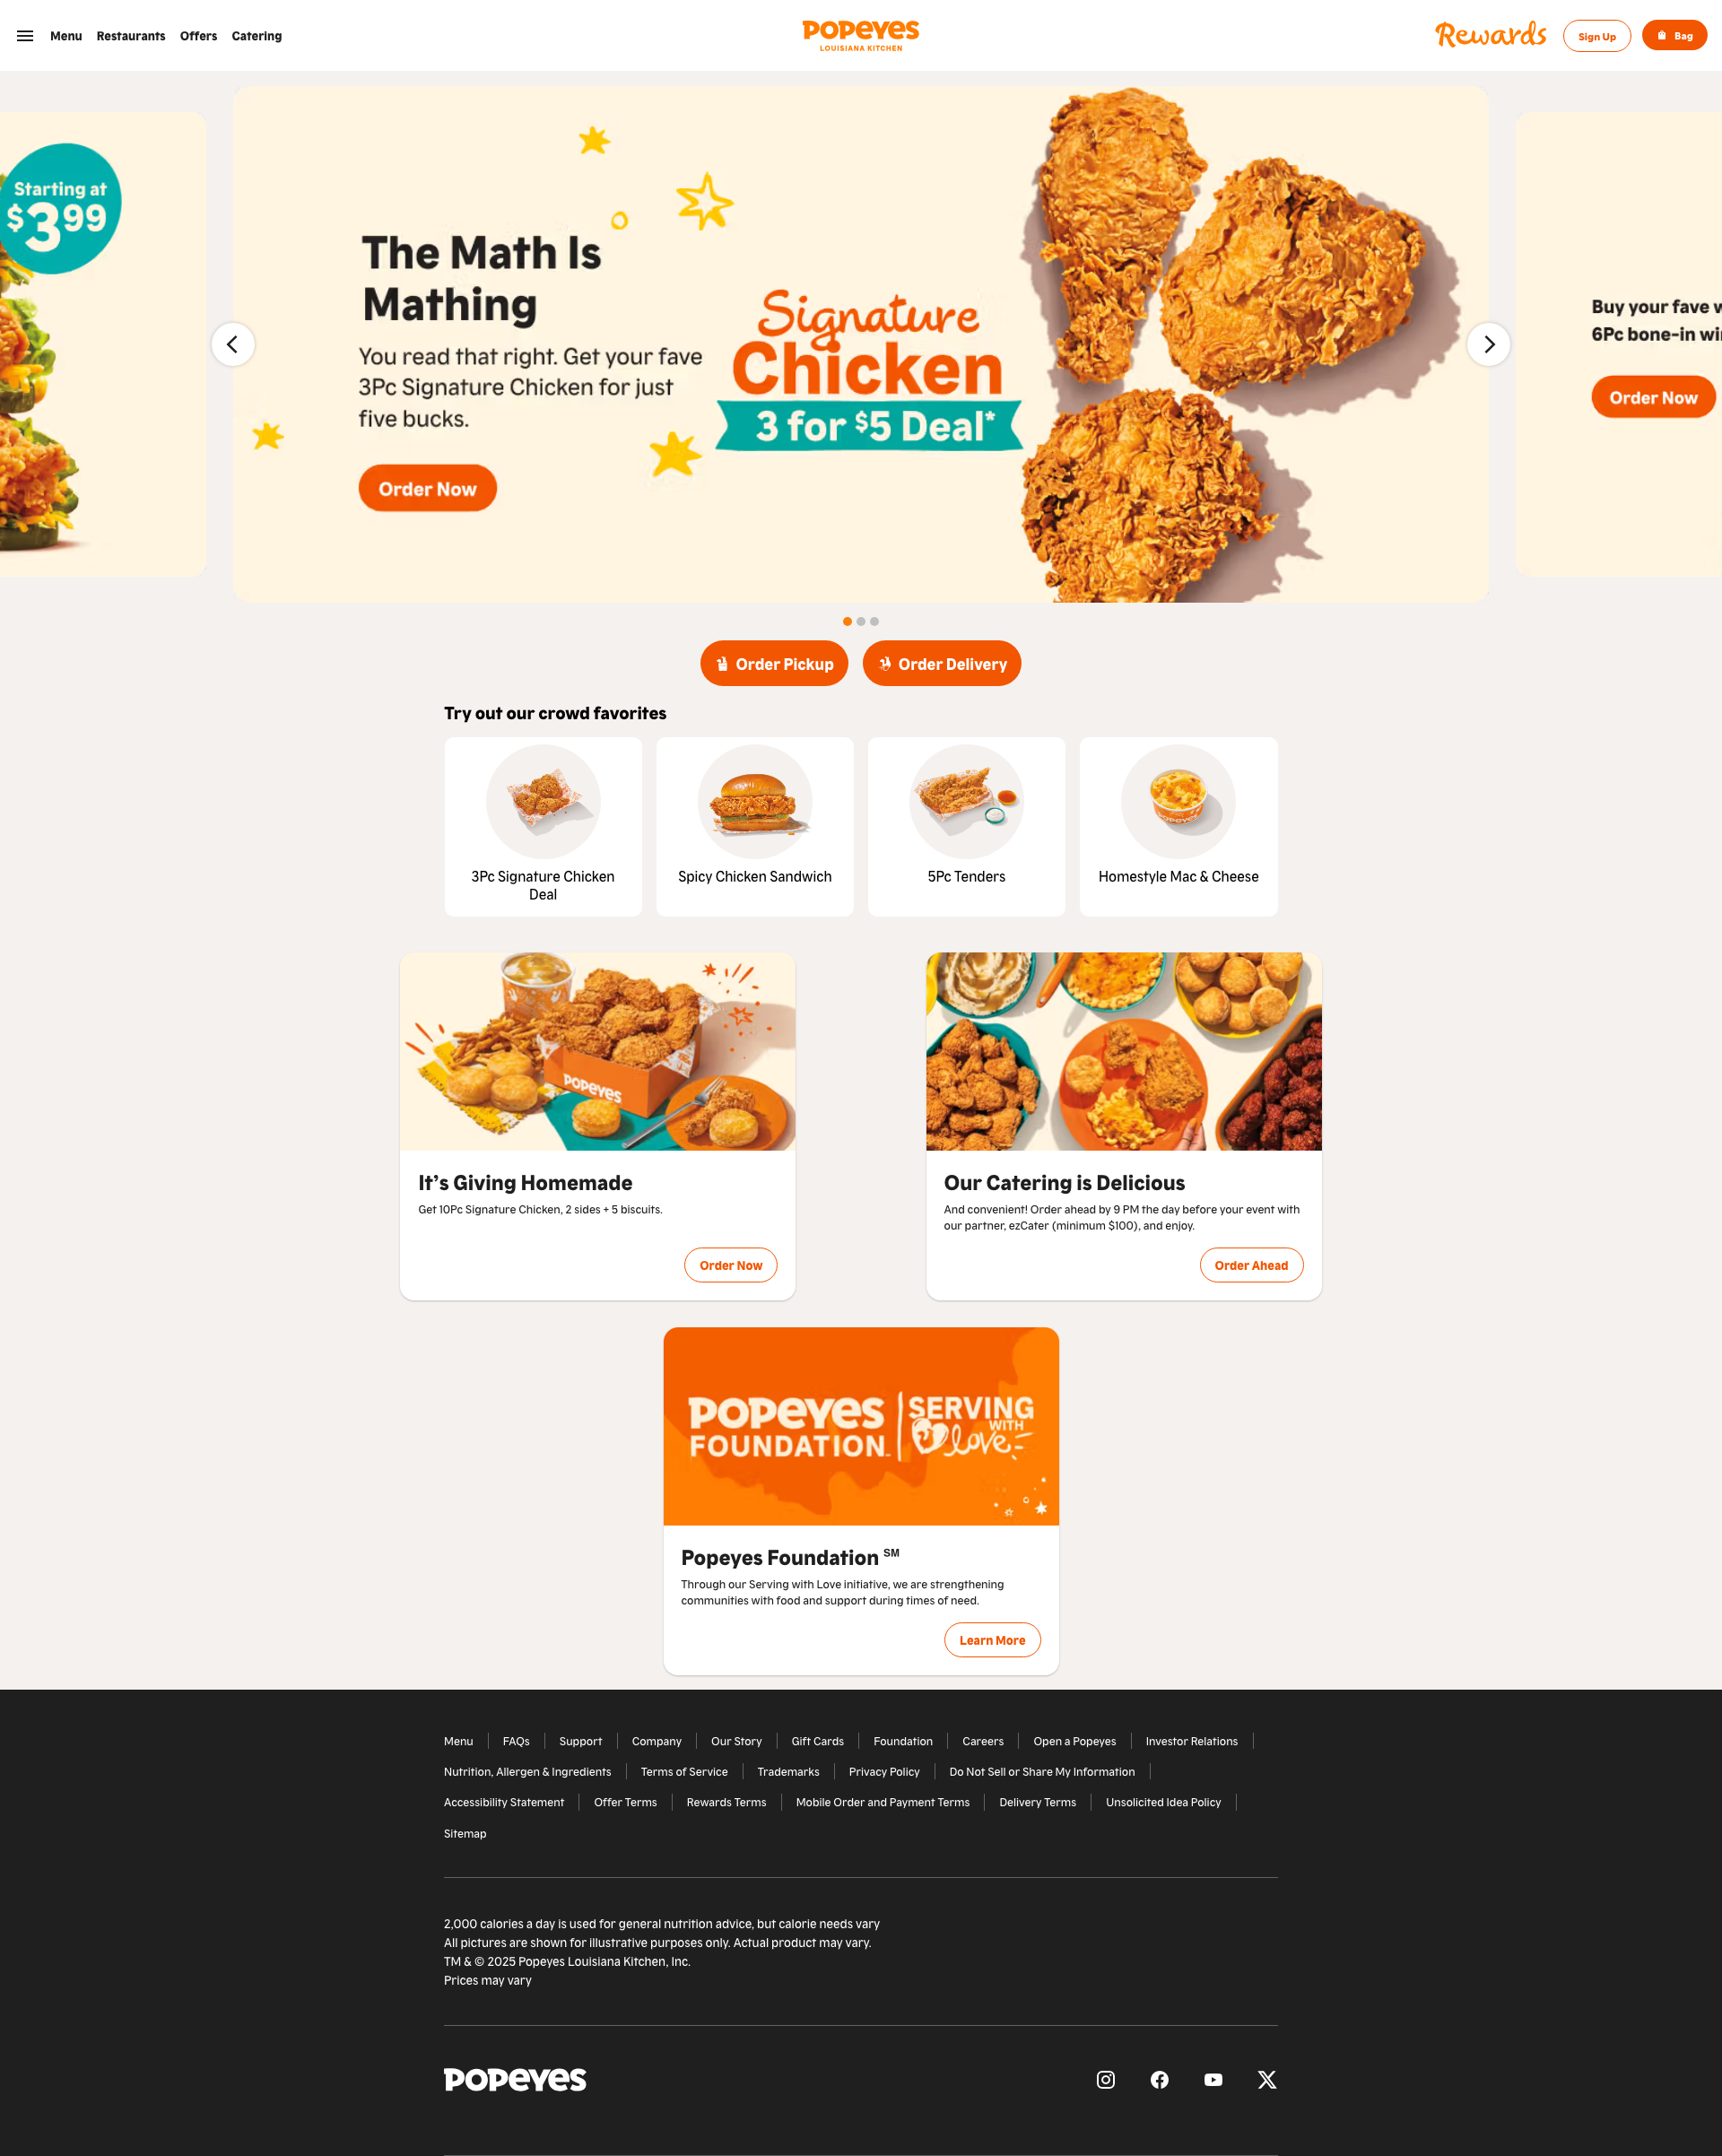 Menu
Restaurants
Offers
Catering
POPEYES
LOUISIANA KITCHEN
Rewards
Sign Up
Bag
Starting at
$3.99
The Math Is
Mathing
You read that right. Get your fave
3Pc Signature Chicken for just
five bucks.
Order Now
Signature
Chicken
3 for $5 Deal*
Buy your fave
6Pc bone-in
Order Now
Order Pickup
Order Delivery
Try out our crowd favorites
3Pc Signature Chicken
Deal
Spicy Chicken Sandwich
5Pc Tenders
Homestyle Mac & Cheese
POPEYES
It’s Giving Homemade
Get 10Pc Signature Chicken, 2 sides + 5 biscuits.
Order Now
Our Catering is Delicious
And convenient! Order ahead by 9 PM the day before your event with
our partner, ezCater (minimum $100), and enjoy.
Order Ahead
POPEYES
FOUNDATION
SERVING
WITH
love
Popeyes Foundation ℠
Through our Serving with Love initiative, we are strengthening
communities with food and support during times of need.
Learn More
Menu
FAQs
Support
Company
Our Story
Gift Cards
Foundation
Careers
Open a Popeyes
Investor Relations
Nutrition, Allergen & Ingredients
Terms of Service
Trademarks
Privacy Policy
Do Not Sell or Share My Information
Accessibility Statement
Offer Terms
Rewards Terms
Mobile Order and Payment Terms
Delivery Terms
Unsolicited Idea Policy
Sitemap
2,000 calories a day is used for general nutrition advice, but calorie needs vary
All pictures are shown for illustrative purposes only. Actual product may vary.
TM & © 2025 Popeyes Louisiana Kitchen, Inc.
Prices may vary
POPEYES